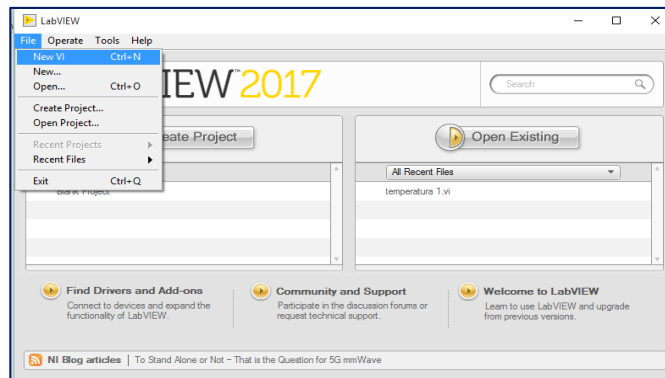 LabVIEW
File Operate Tools Help
New VI Ctrl+N
New...
Open... Ctrl+O
Create Project...
Open Project...
Recent Projects
Recent Files
Exit Ctrl+Q
IEW™2017
Search
eate Project
Blank Project
Open Existing
All Recent Files
temperatura 1.vi
Find Drivers and Add-ons
Connect to devices and expand the
functionality of LabVIEW.
Community and Support
Participate in the discussion forums or
request technical support.
Welcome to LabVIEW
Learn to use LabVIEW and upgrade
from previous versions.
NI Blog articles | To Stand Alone or Not – That is the Question for 5G mmWave